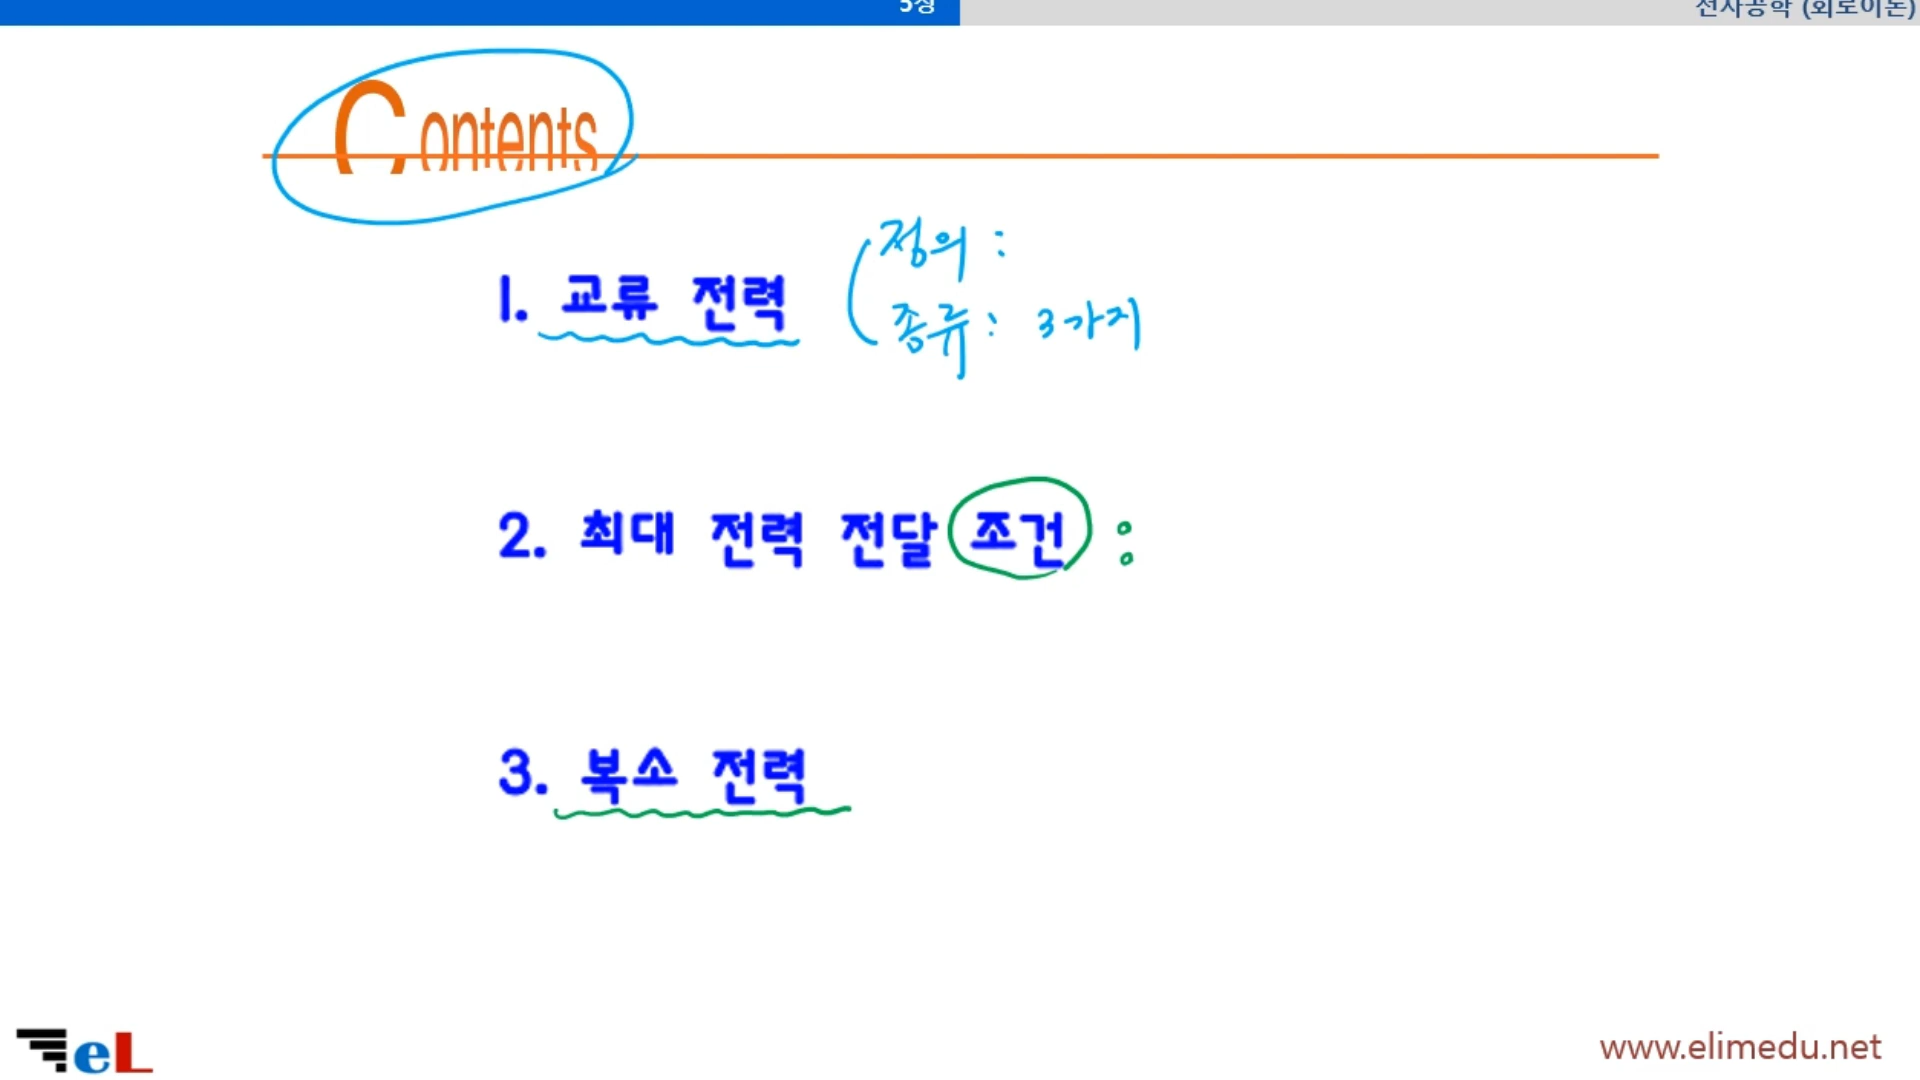 5장
전자공학 (회로이론)
Contents
정의 :
1. 교류 전력
종류 : 3가지
2. 최대 전력 전달 조건 :
3. 복소 전력
eL
www.elimedu.net